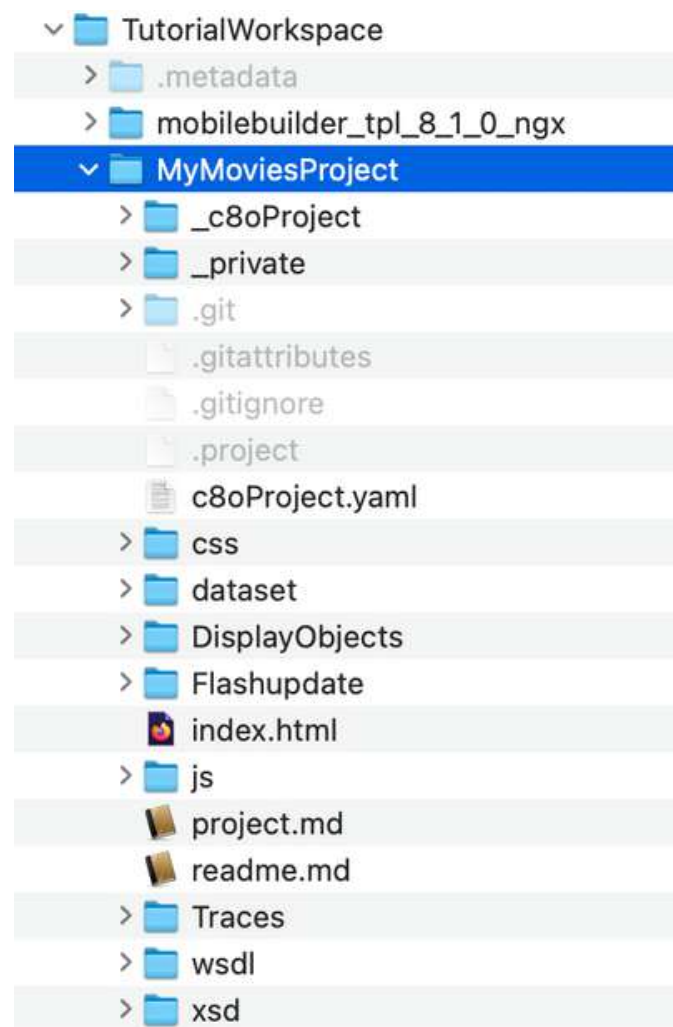 TutorialWorkspace
.metadata
mobilebuilder_tpl_8_1_0_ngx
MyMoviesProject
_c8oProject
_private
.git
.gitattributes
.gitignore
.project
c8oProject.yaml
css
dataset
DisplayObjects
Flashupdate
index.html
js
project.md
readme.md
Traces
wsdl
xsd